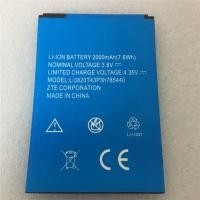 LI-ION BATTERY 2000mAh(7.6Wh)
NOMINAL VOLTAGE:3.8V
LIMITED CHARGE VOLTAGE:4.35V
MODEL:Li3820T43P3h785440
ZTE CORPORATION
MADE IN CHINA
Li-ion